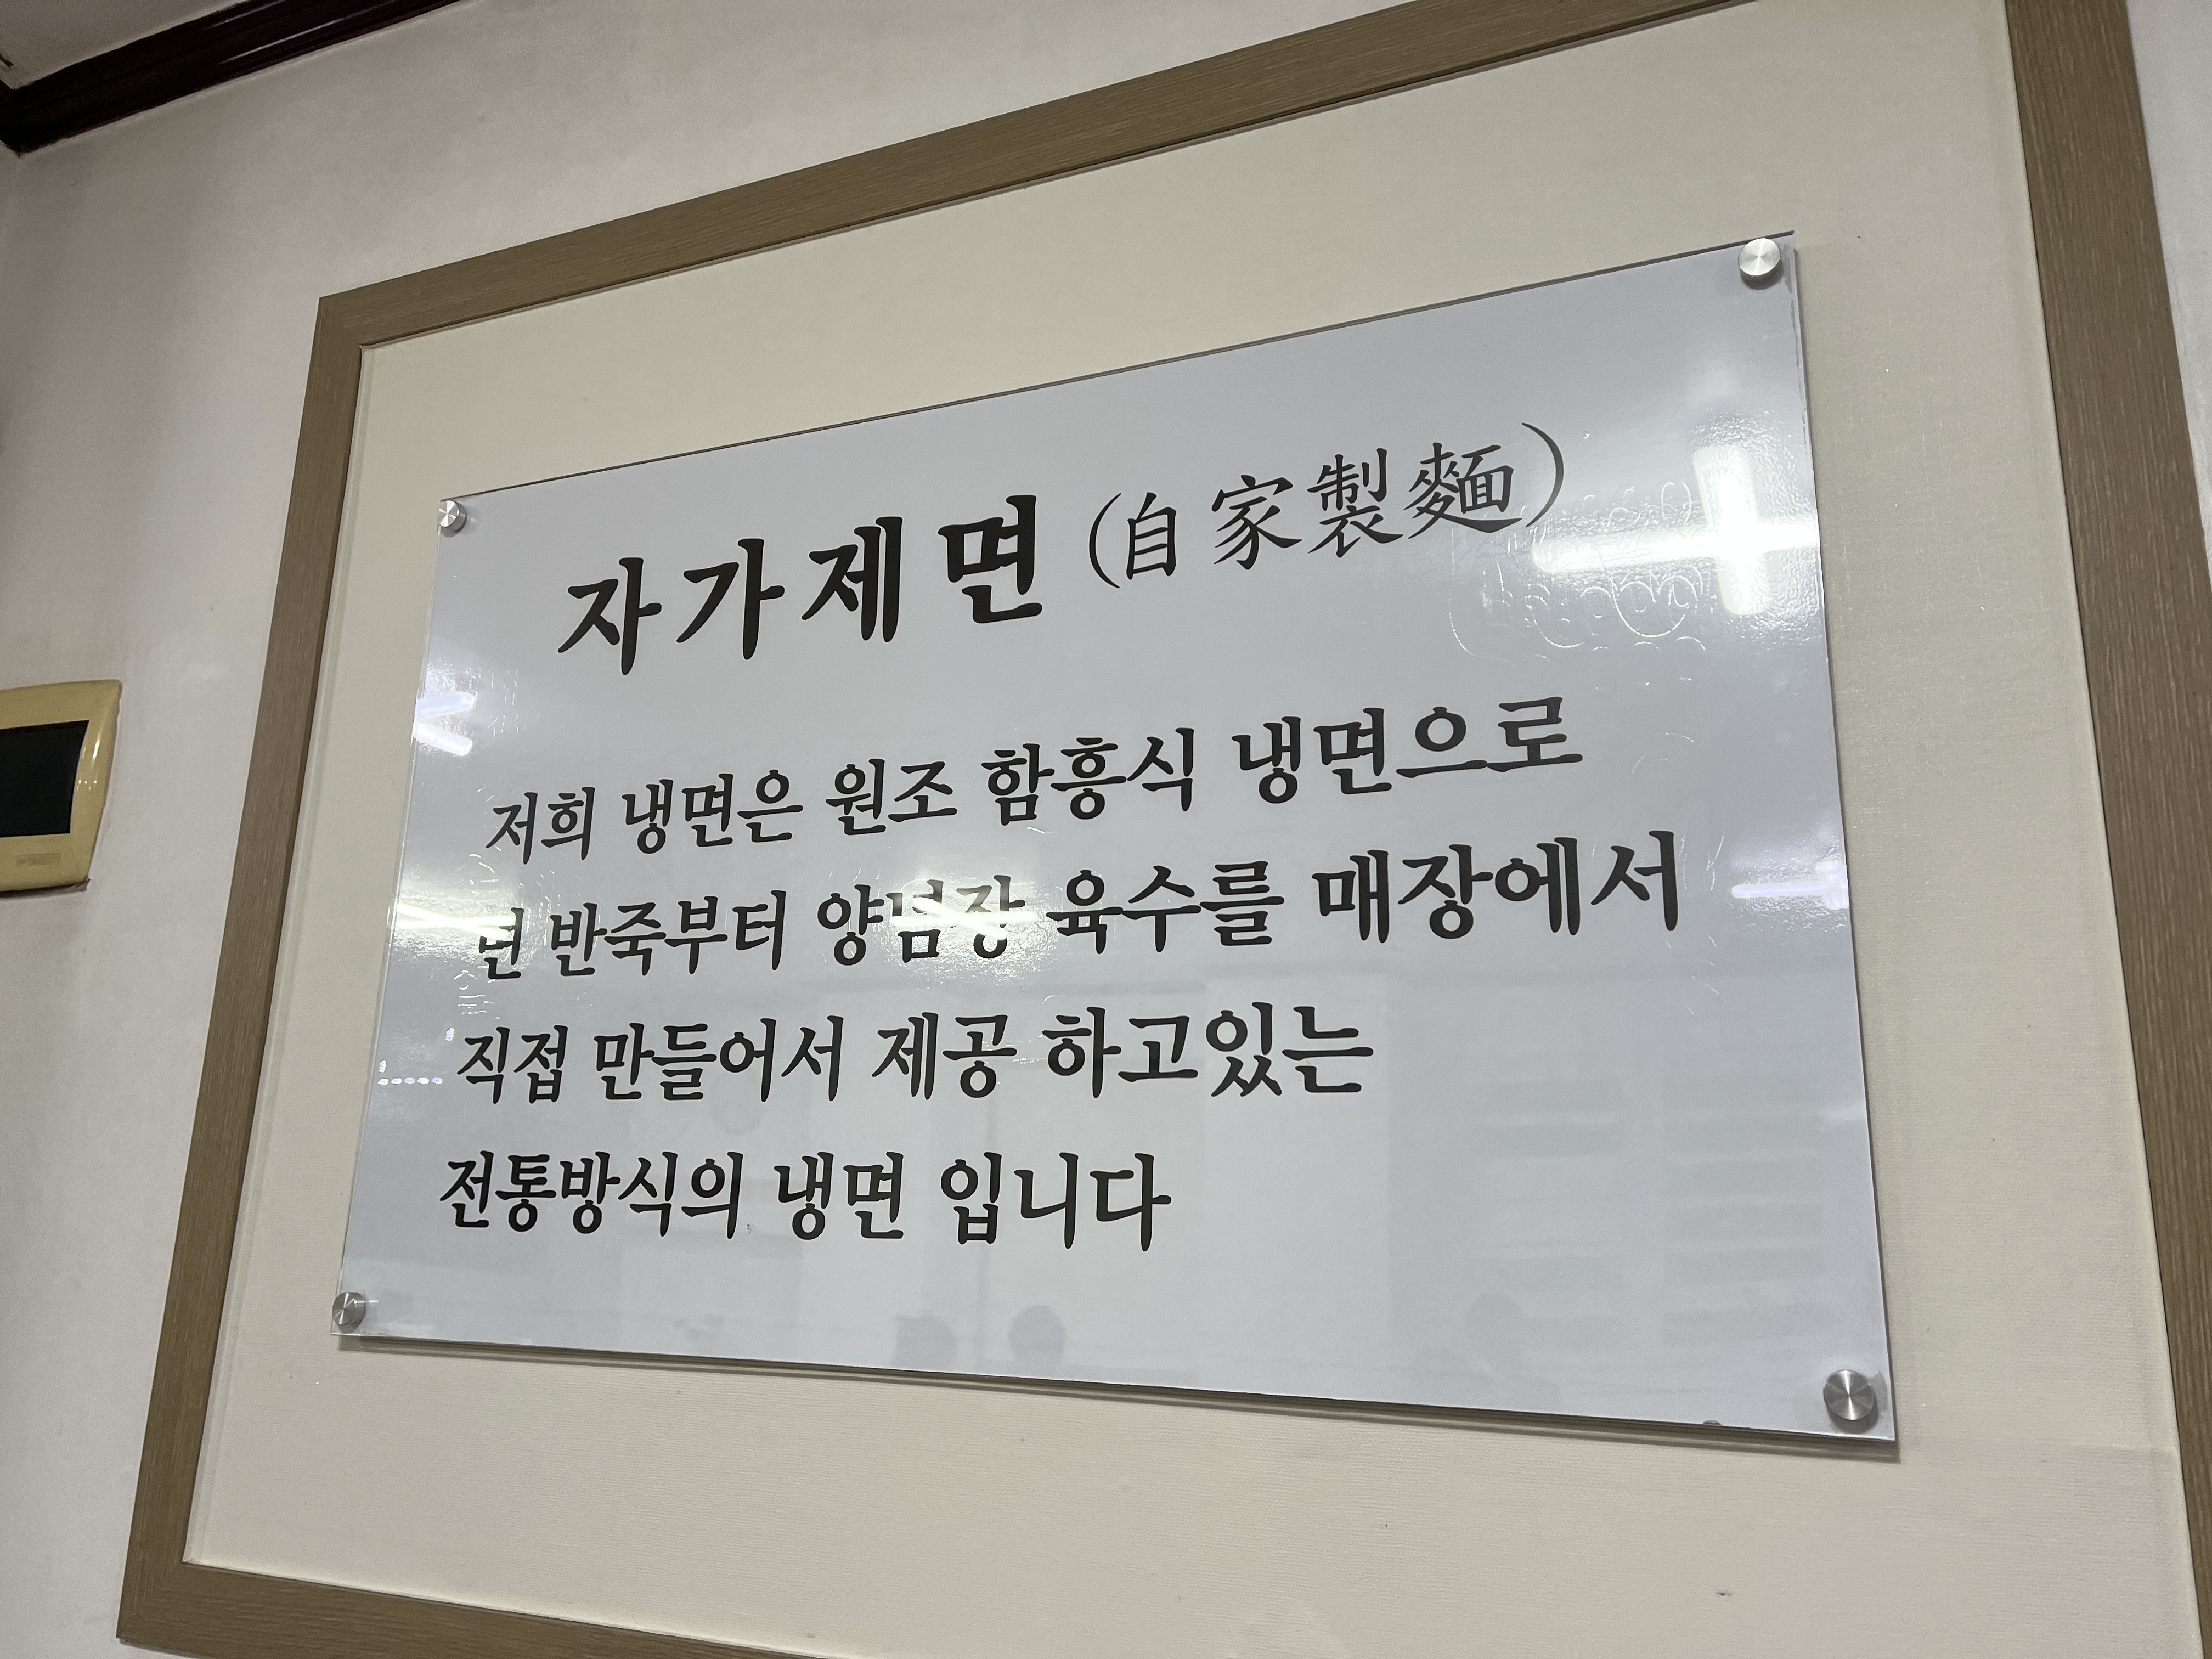 자가제면 (自家製麵)
저희 냉면은 원조 함흥식 냉면으로
면 반죽부터 양념장 육수를 매장에서
직접 만들어서 제공 하고있는
전통방식의 냉면 입니다